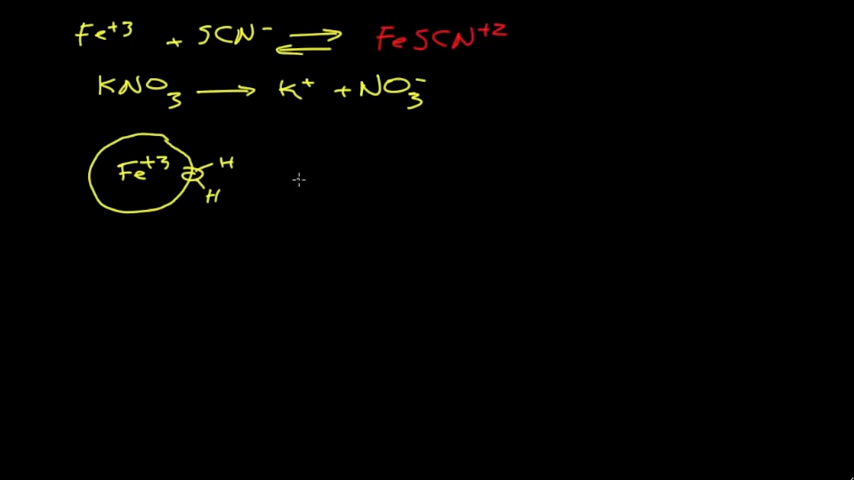 Fe⁺³ + SCN⁻ ⇌ FeSCN⁺²
KNO₃ → K⁺ + NO₃⁻
Fe⁺³ O H
H